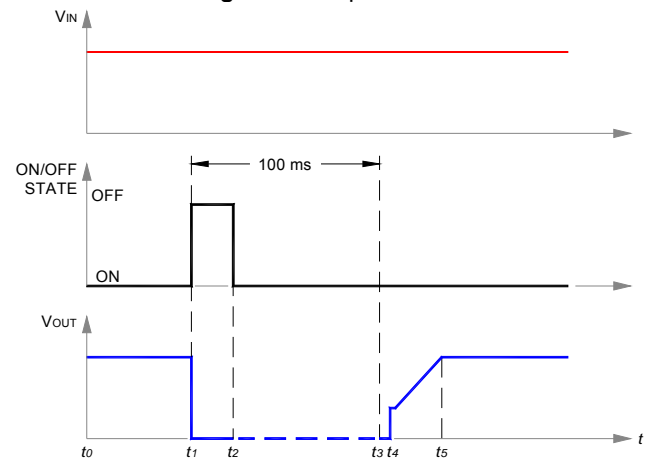 VIN
100 ms
ON/OFF
STATE
OFF
ON
VOUT
t0 t1 t2 t3 t4 t5 t